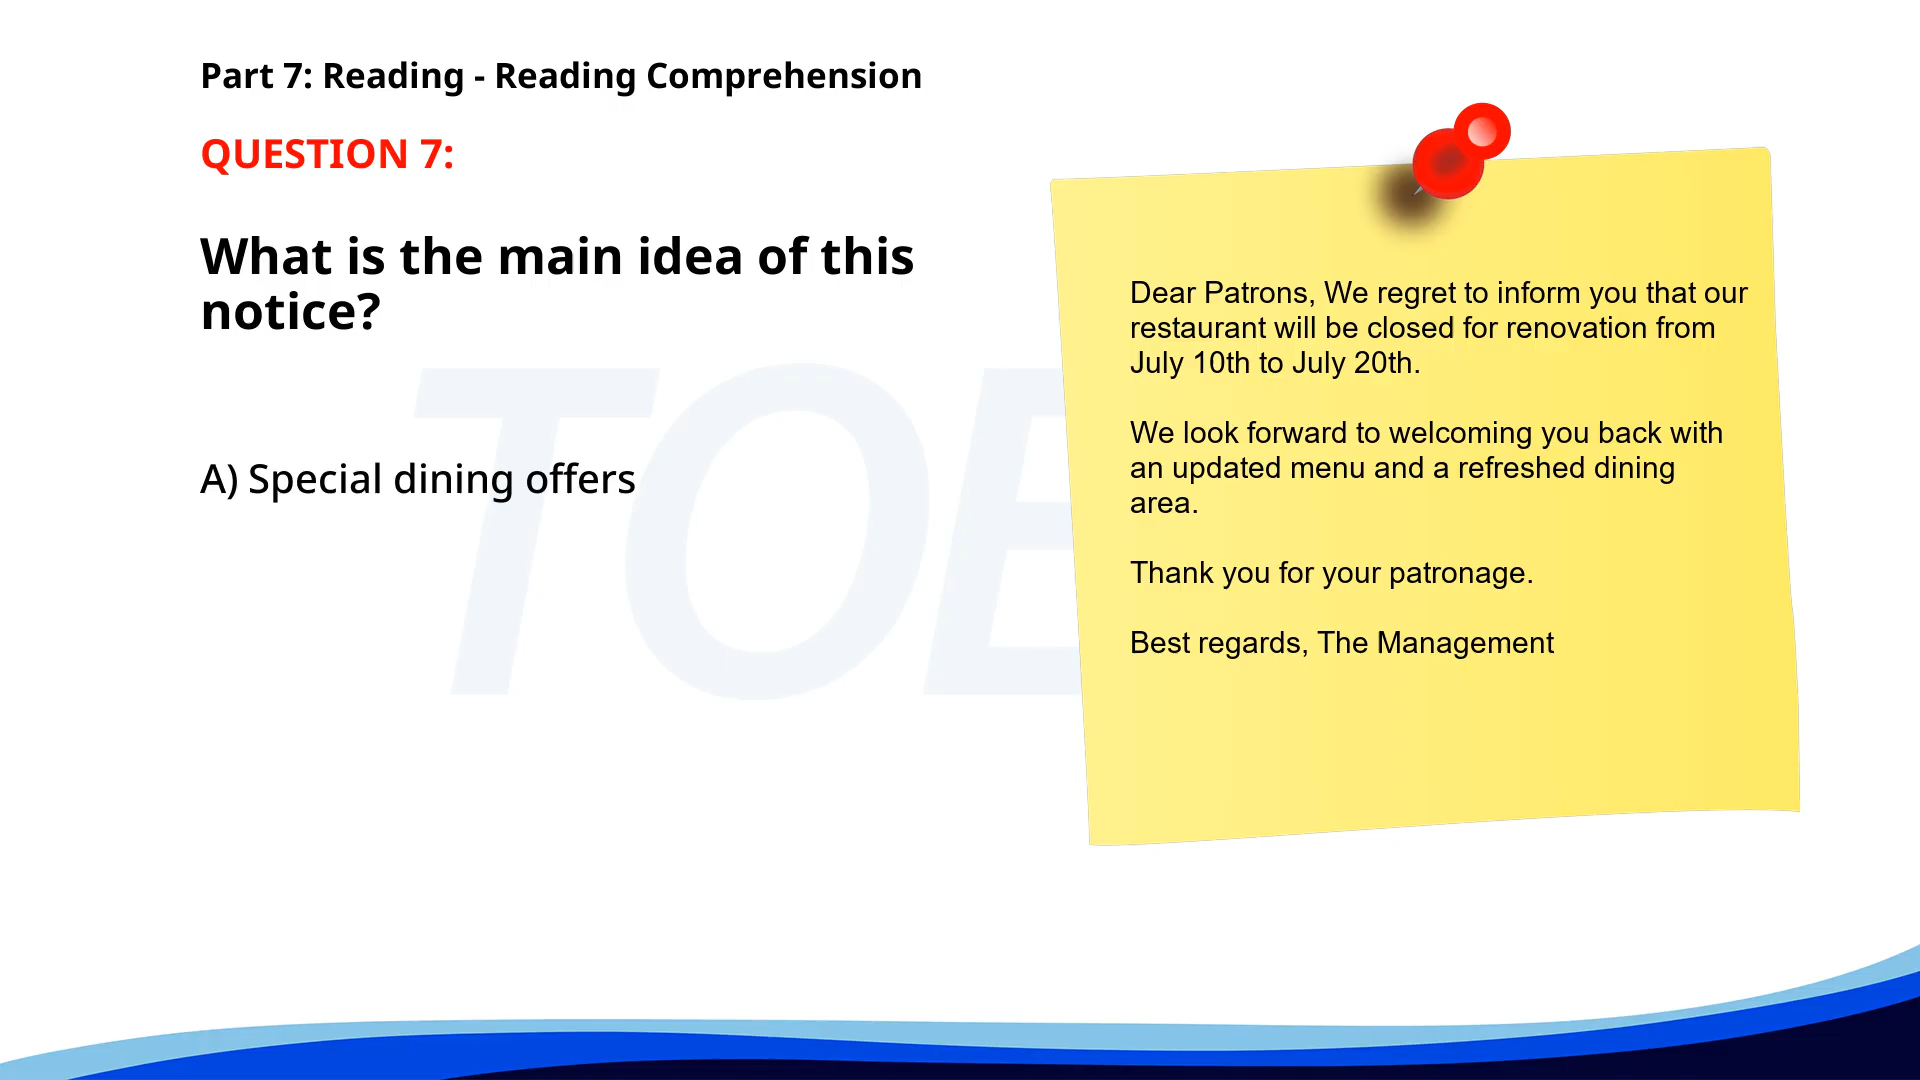 Part 7: Reading - Reading Comprehension
QUESTION 7:
What is the main idea of this
notice?
A) Special dining offers
Dear Patrons, We regret to inform you that our
restaurant will be closed for renovation from
July 10th to July 20th.
We look forward to welcoming you back with
an updated menu and a refreshed dining
area.
Thank you for your patronage.
Best regards, The Management